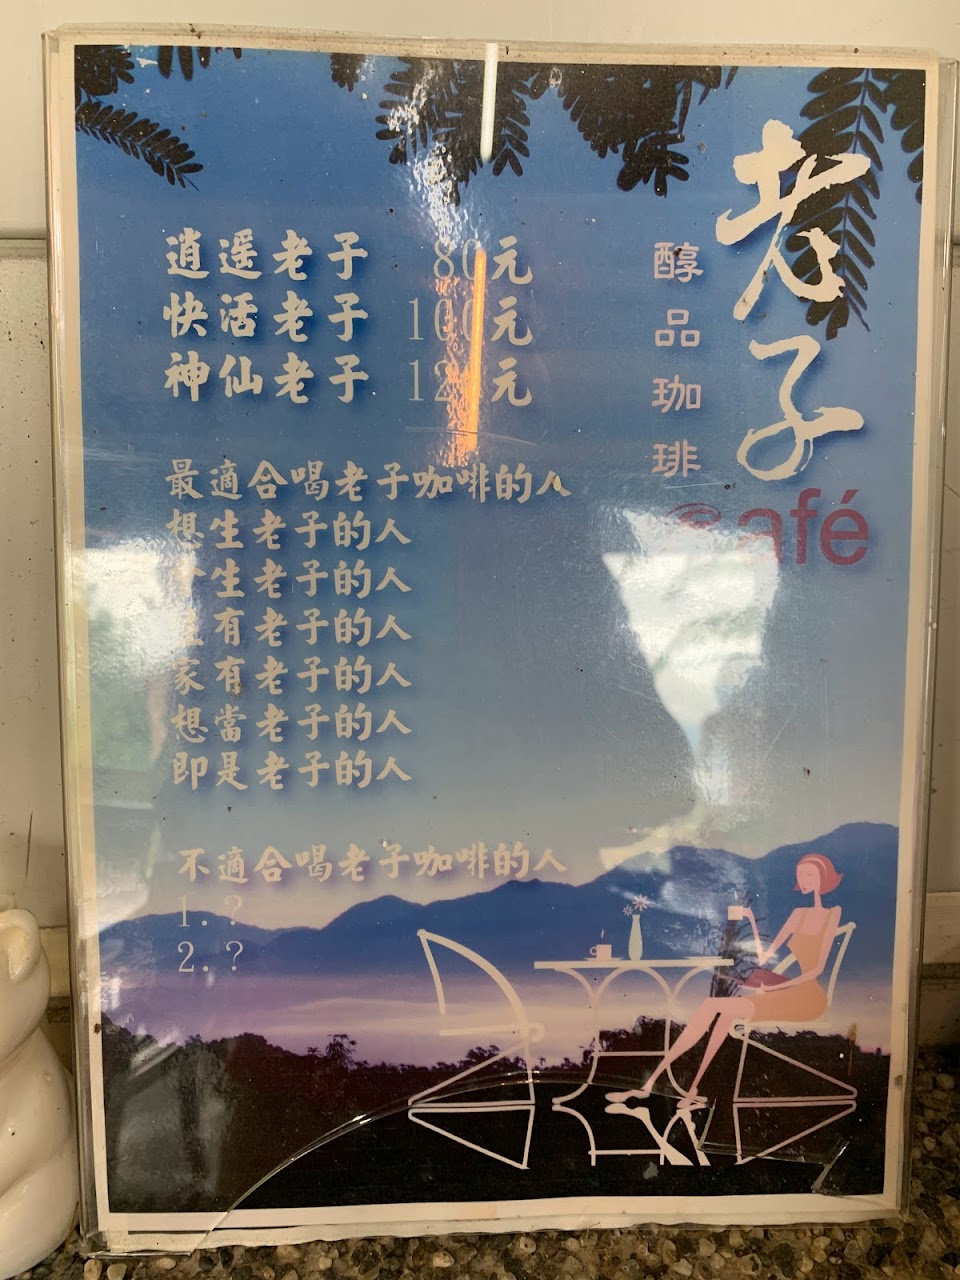 老子
醇品珈琲
Café
逍遥老子 80元
快活老子 100元
神仙老子 120元
最適合喝老子咖啡的人
想生老子的人
生老子的人
有老子的人
家有老子的人
想當老子的人
即是老子的人
不適合喝老子咖啡的人
1.?
2.?